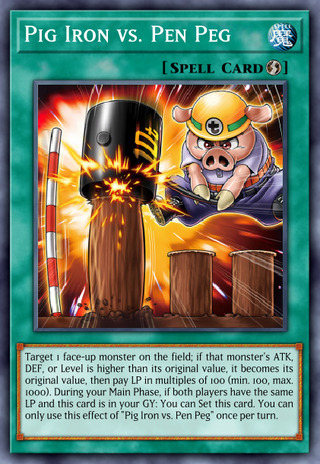 Pig Iron vs. Pen Peg
魔
[Spell Card]
Target 1 face-up monster on the field; if that monster's ATK,
DEF, or Level is higher than its original value, it becomes its
original value, then pay LP in multiples of 100 (min. 100, max.
1000). During your Main Phase, if both players have the same
LP and this card is in your GY: You can Set this card. You can
only use this effect of "Pig Iron vs. Pen Peg" once per turn.